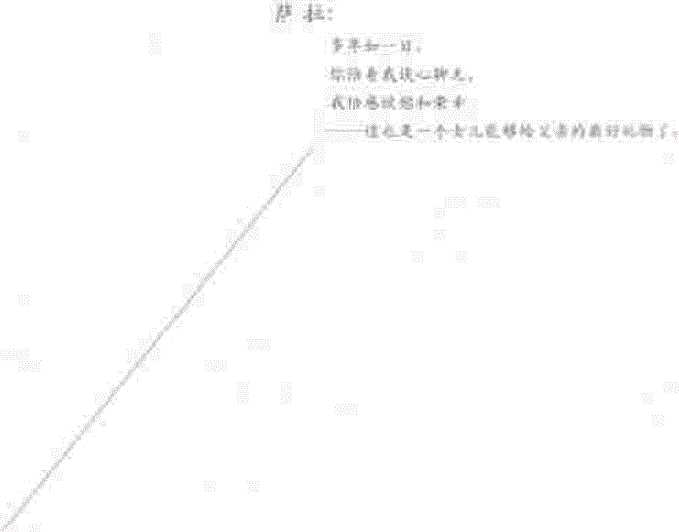 萨拉:
多年如一日,
你陪着我谈心聊天,
我倍感欣慰和荣幸
——这也是一个女儿能够给父亲的最好礼物了。